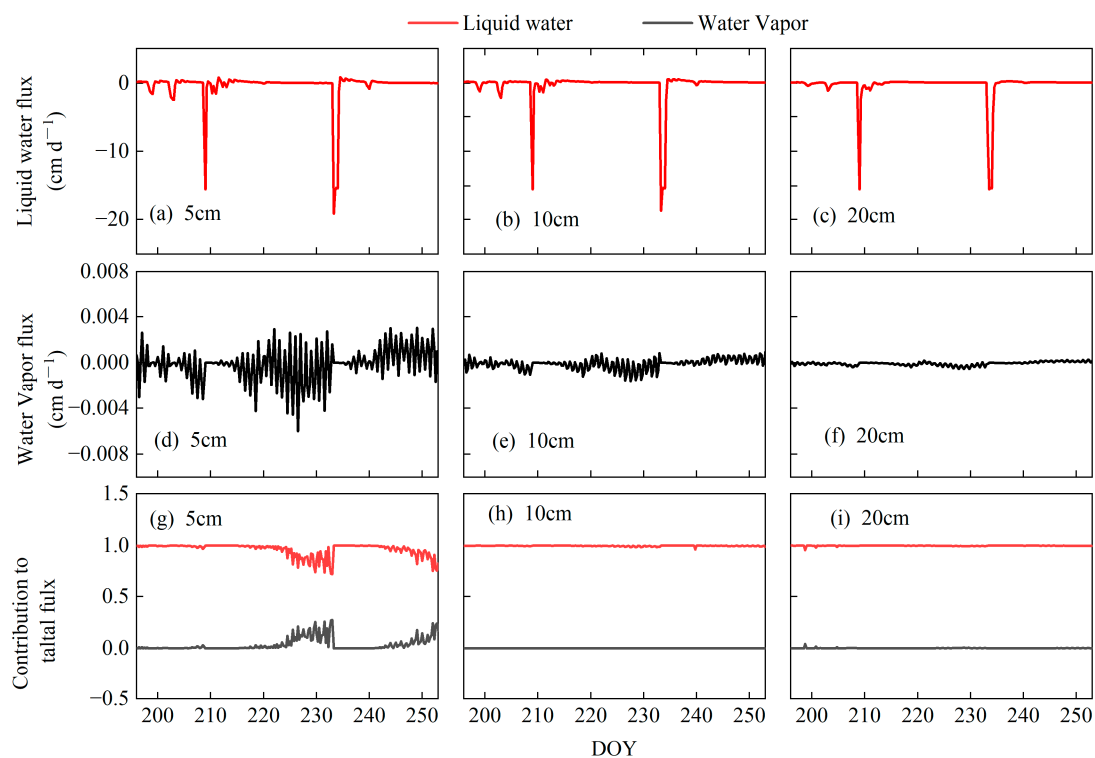 Liquid water
Water Vapor
Liquid water flux
(cm d−1)
0
−10
−20
(a) 5cm
(b) 10cm
(c) 20cm
Water Vapor flux
(cm d−1)
0.008
0.004
0.000
−0.004
−0.008
(d) 5cm
(e) 10cm
(f) 20cm
Contribution to
taltal fulx
1.5
1.0
0.5
0.0
−0.5
(g) 5cm
(h) 10cm
(i) 20cm
200 210 220 230 240 250
200 210 220 230 240 250
200 210 220 230 240 250
DOY